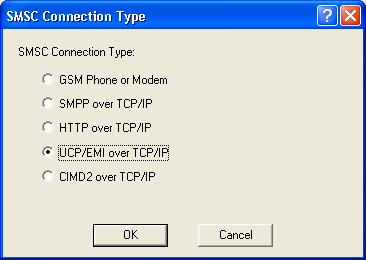 SMSC Connection Type
SMSC Connection Type:
GSM Phone or Modem
SMPP over TCP/IP
HTTP over TCP/IP
UCP/EMI over TCP/IP
CIMD2 over TCP/IP
OK Cancel